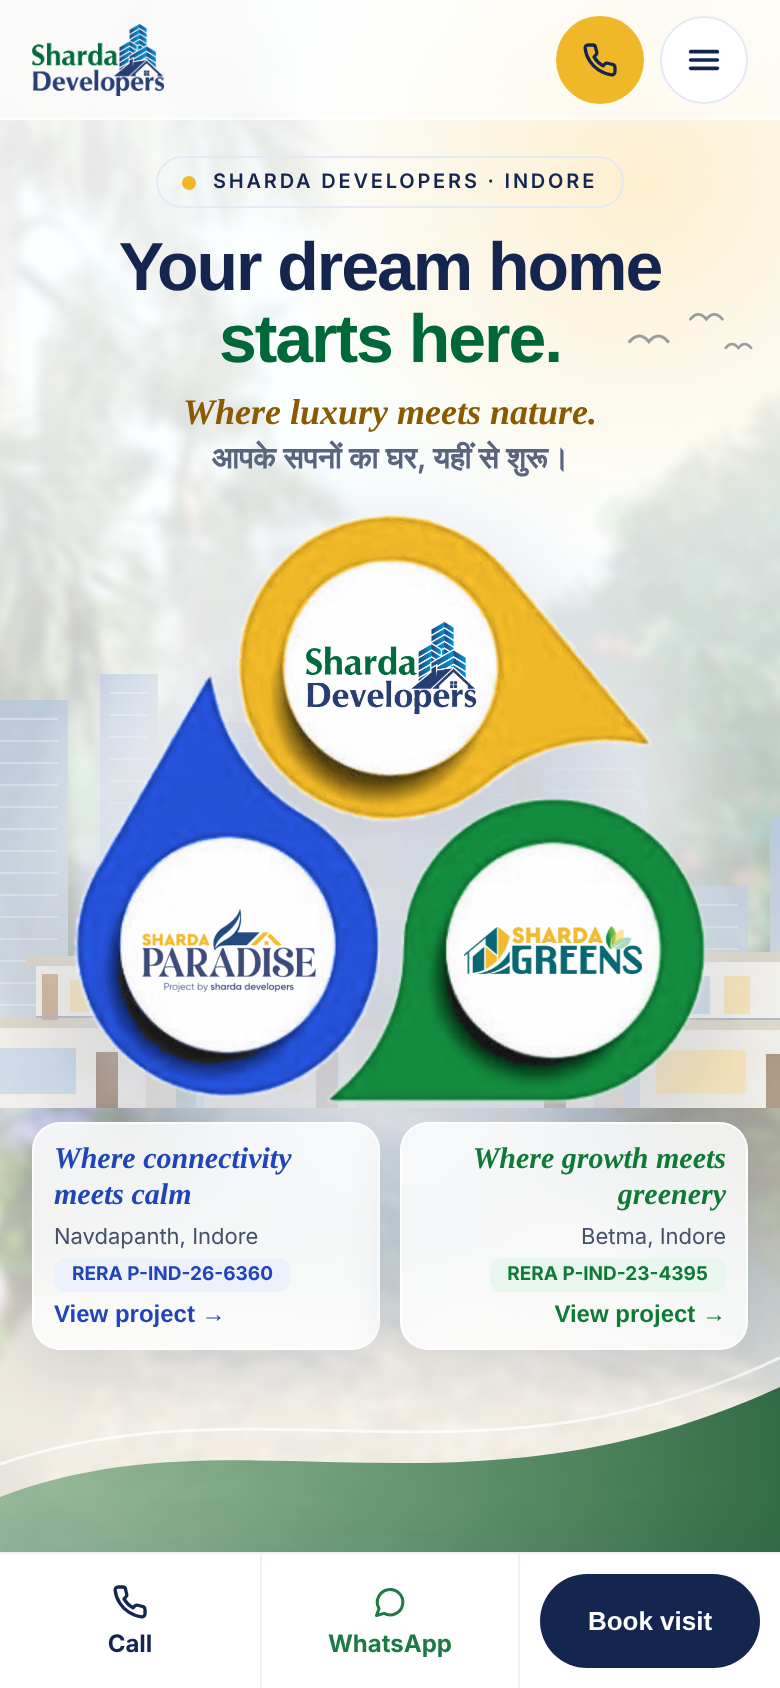 Sharda
Developers
SHARDA DEVELOPERS · INDORE
Your dream home
starts here.
Where luxury meets nature.
आपके सपनों का घर, यहीं से शुरू।
Sharda
Developers
SHARDA
PARADISE
Project by sharda developers
SHARDA
GREENS
Where connectivity
meets calm
Navdapanth, Indore
RERA P-IND-26-6360
View project →
Where growth meets
greenery
Betma, Indore
RERA P-IND-23-4395
View project →
Call
WhatsApp
Book visit